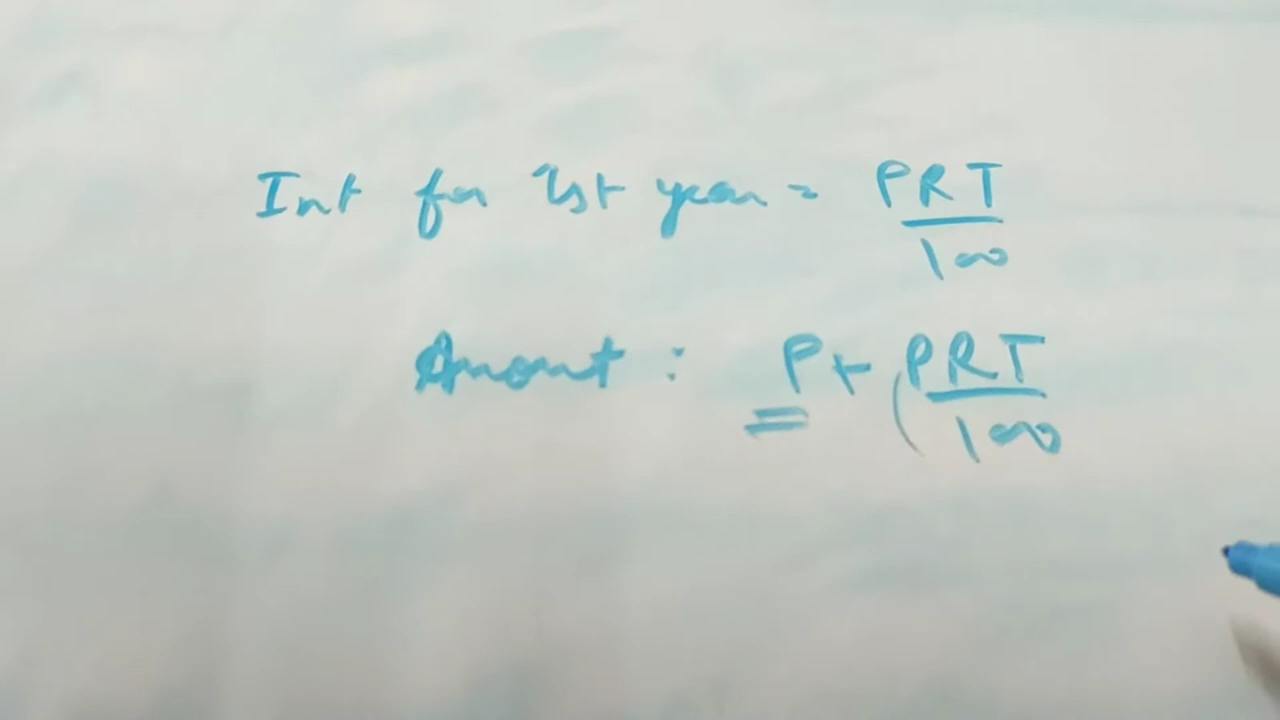 Int for 1st year = PRT/100
Amount : P + (PRT/100